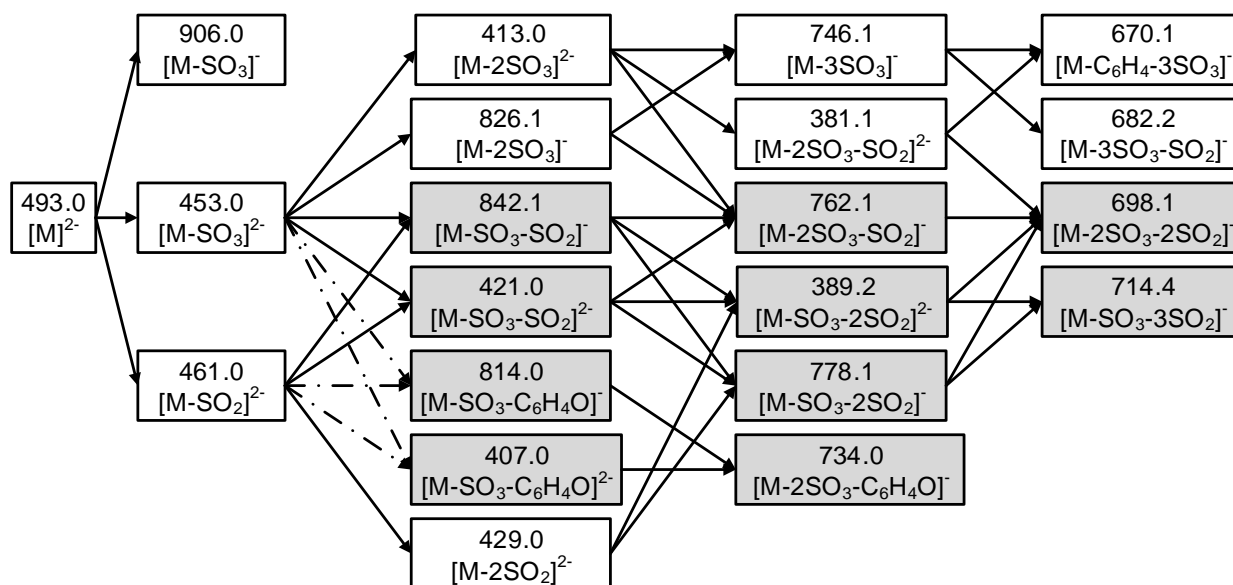 906.0
[M-SO₃]⁻
413.0
[M-2SO₃]²⁻
746.1
[M-3SO₃]⁻
670.1
[M-C₆H₄-3SO₃]⁻
826.1
[M-2SO₃]⁻
381.1
[M-2SO₃-SO₂]²⁻
682.2
[M-3SO₃-SO₂]⁻
493.0
[M]²⁻
453.0
[M-SO₃]²⁻
842.1
[M-SO₃-SO₂]⁻
762.1
[M-2SO₃-SO₂]⁻
698.1
[M-2SO₃-2SO₂]⁻
421.0
[M-SO₃-SO₂]²⁻
389.2
[M-SO₃-2SO₂]²⁻
714.4
[M-SO₃-3SO₂]⁻
461.0
[M-SO₂]²⁻
814.0
[M-SO₃-C₆H₄O]⁻
778.1
[M-SO₃-2SO₂]⁻
407.0
[M-SO₃-C₆H₄O]²⁻
734.0
[M-2SO₃-C₆H₄O]⁻
429.0
[M-2SO₂]²⁻